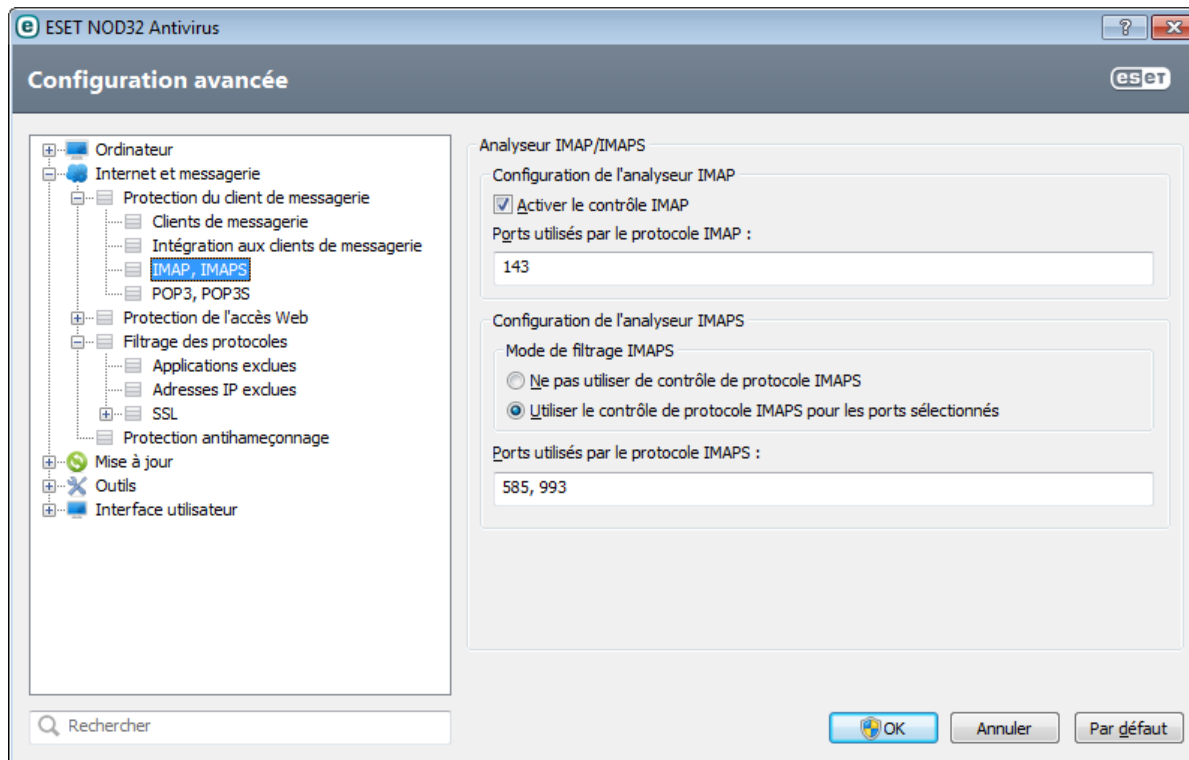 ESET NOD32 Antivirus
Configuration avancée
eseT
Ordinateur
Internet et messagerie
Protection du client de messagerie
Clients de messagerie
Intégration aux clients de messagerie
IMAP, IMAPS
POP3, POP3S
Protection de l'accès Web
Filtrage des protocoles
Applications exclues
Adresses IP exclues
SSL
Protection antihameçonnage
Mise à jour
Outils
Interface utilisateur
Rechercher
Analyseur IMAP/IMAPS
Configuration de l'analyseur IMAP
Activer le contrôle IMAP
Ports utilisés par le protocole IMAP :
143
Configuration de l'analyseur IMAPS
Mode de filtrage IMAPS
Ne pas utiliser de contrôle de protocole IMAPS
Utiliser le contrôle de protocole IMAPS pour les ports sélectionnés
Ports utilisés par le protocole IMAPS :
585, 993
OK
Annuler
Par défaut